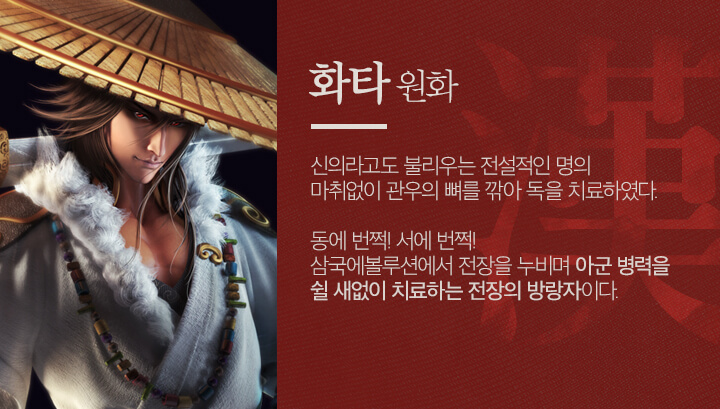 화타 원화
신의라고도 불리우는 전설적인 명의
마취없이 관우의 뼈를 깎아 독을 치료하였다.
동에 번쩍! 서에 번쩍!
삼국에볼루션에서 전장을 누비며 아군 병력을
쉴 새없이 치료하는 전장의 방랑자이다.
漢